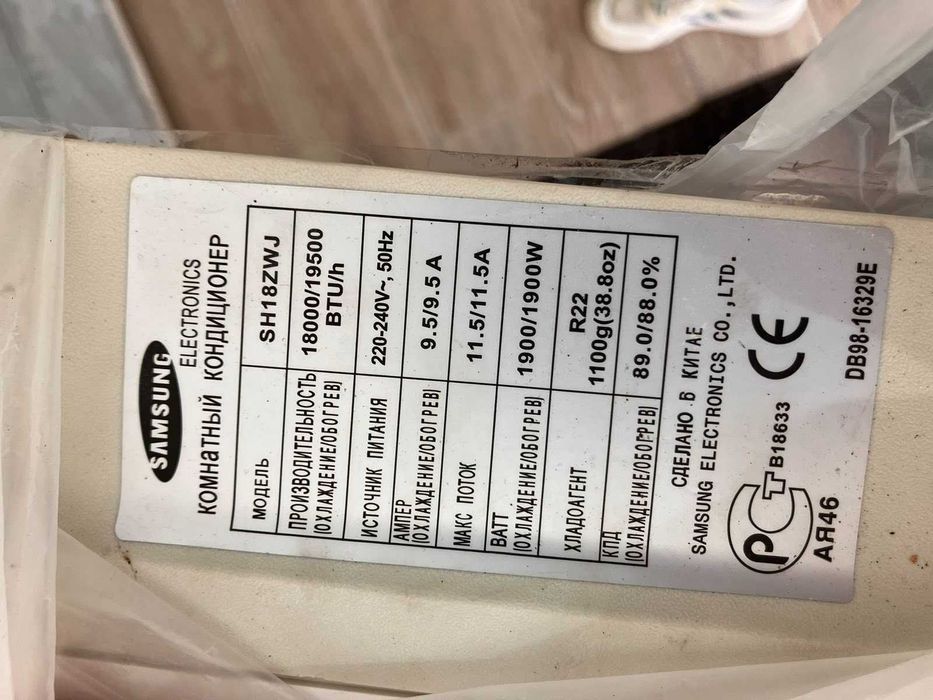 SAMSUNG
ELECTRONICS
КОМНАТНЫЙ КОНДИЦИОНЕР
МОДЕЛЬ SH18ZWJ
ПРОИЗВОДИТЕЛЬНОСТЬ 18000/19500
(ОХЛАЖДЕНИЕ/ОБОГРЕВ) BTU/h
ИСТОЧНИК ПИТАНИЯ 220-240V~, 50Hz
АМПЕР
(ОХЛАЖДЕНИЕ/ОБОГРЕВ) 9.5/9.5 A
МАКС ПОТОК 11.5/11.5A
ВАТТ
(ОХЛАЖДЕНИЕ/ОБОГРЕВ) 1900/1900W
ХЛАДОАГЕНТ R22
1100g(38.8oz)
КПД
(ОХЛАЖДЕНИЕ/ОБОГРЕВ) 89.0/88.0%
СДЕЛАНО В КИТАЕ
SAMSUNG ELECTRONICS CO.,LTD.
РСТ B18633 CE
АЯ46
DB98-16329E